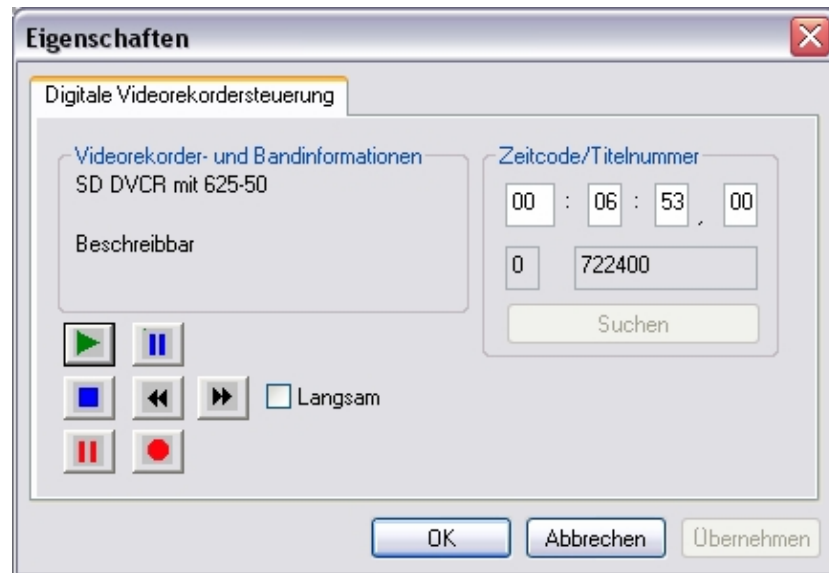 Eigenschaften
Digitale Videorekordersteuerung
Videorekorder- und Bandinformationen
SD DVCR mit 625-50
Beschreibbar
Zeitcode/Titelnummer
00 : 06 : 53 , 00
0 722400
Suchen
Langsam
OK Abbrechen Übernehmen